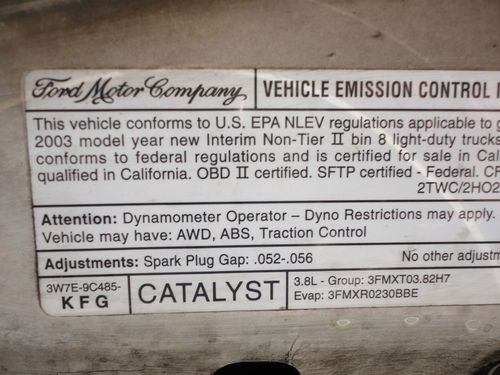 Ford Motor Company, VEHICLE EMISSION CONTROL
This vehicle conforms to U.S. EPA NLEV regulations applicable to
2003 model year new Interim Non-Tier II bin 8 light-duty trucks
conforms to federal regulations and is certified for sale in Cal
qualified in California. OBD II certified. SFTP certified - Federal. CF
2TWC/2HO2
Attention: Dynamometer Operator – Dyno Restrictions may apply.
Vehicle may have: AWD, ABS, Traction Control
Adjustments: Spark Plug Gap: .052-.056 No other adjustm
3W7E-9C485- CATALYST 3.8L - Group: 3FMXT03.82H7
KFG Evap: 3FMXR0230BBE